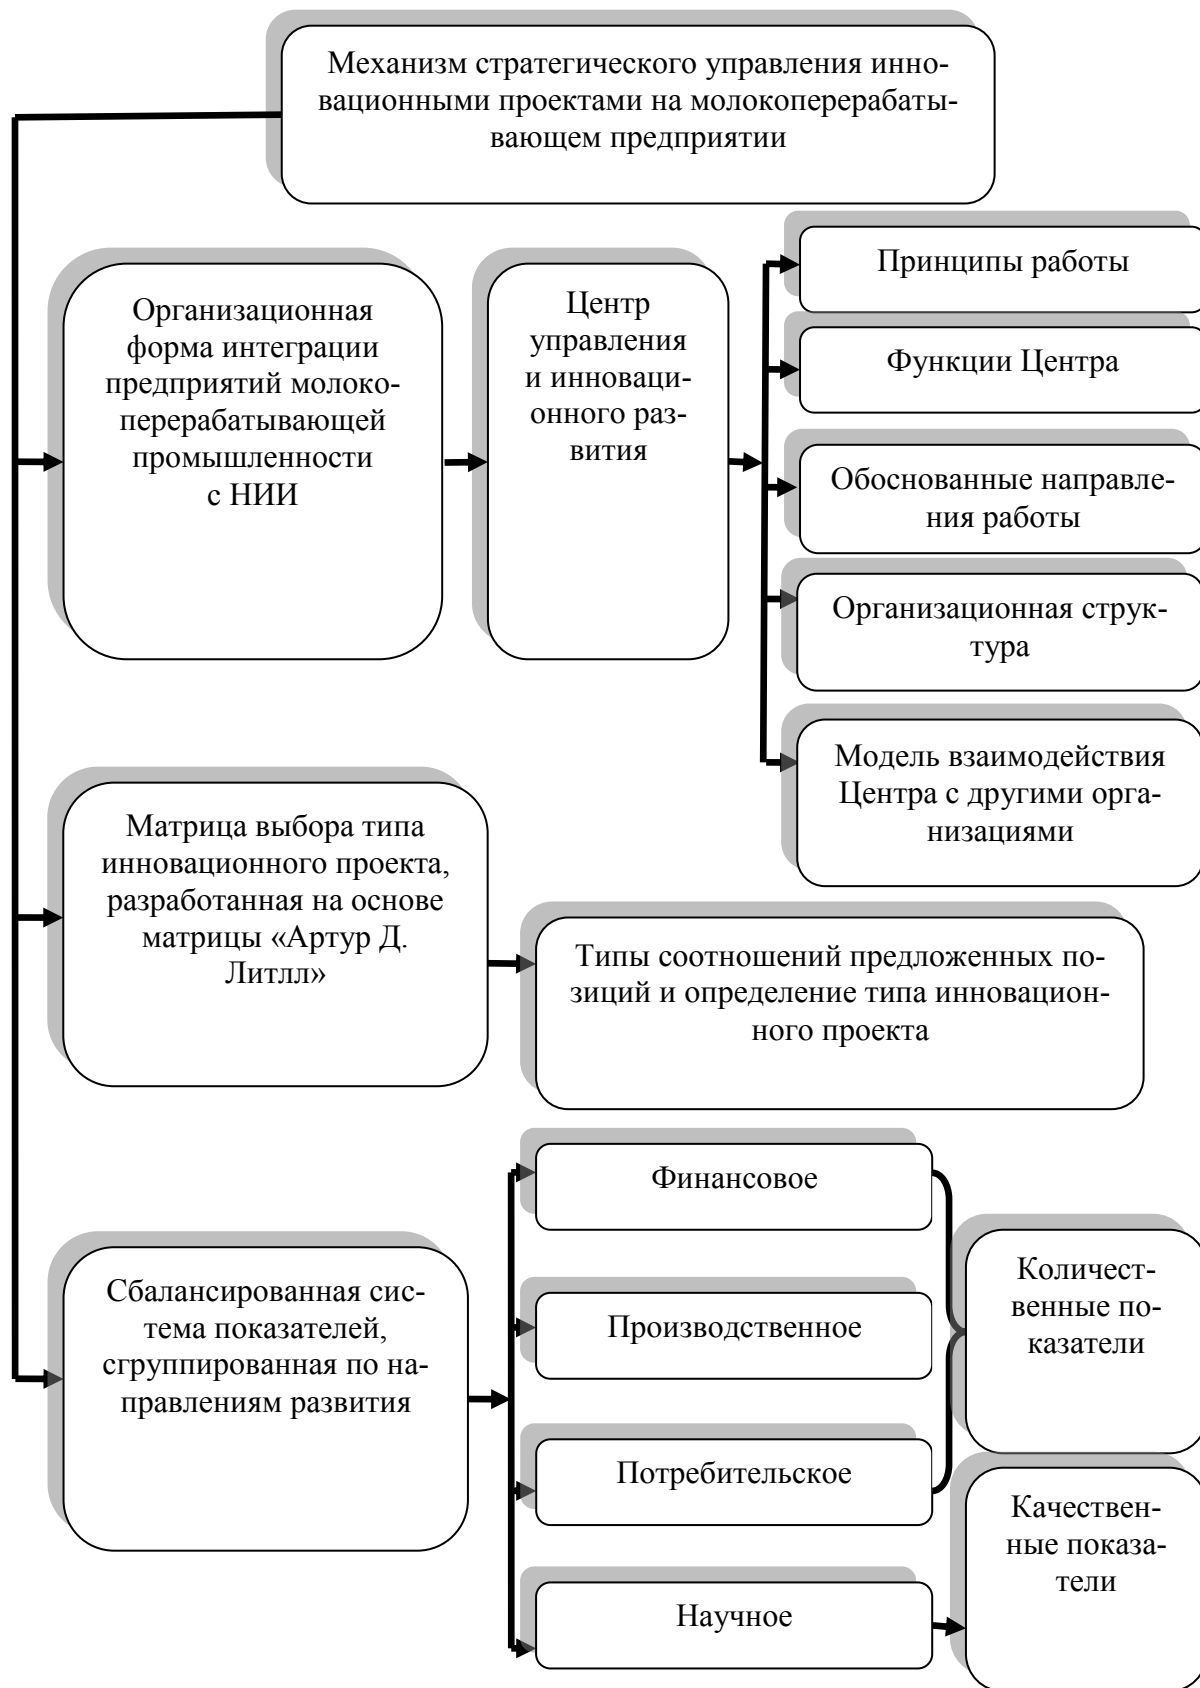 Механизм стратегического управления инно-
вационными проектами на молокоперерабаты-
вающем предприятии
Организационная
форма интеграции
предприятий молоко-
перерабатывающей
промышленности
с НИИ
Центр
управления
и инноваци-
онного раз-
вития
Принципы работы
Функции Центра
Обоснованные направле-
ния работы
Организационная струк-
тура
Модель взаимодействия
Центра с другими орга-
низациями
Матрица выбора типа
инновационного проекта,
разработанная на основе
матрицы «Артур Д.
Литлл»
Типы соотношений предложенных по-
зиций и определение типа инновацион-
ного проекта
Сбалансированная сис-
тема показателей,
сгруппированная по на-
правлениям развития
Финансовое
Производственное
Потребительское
Научное
Количест-
венные по-
казатели
Качествен-
ные показа-
тели